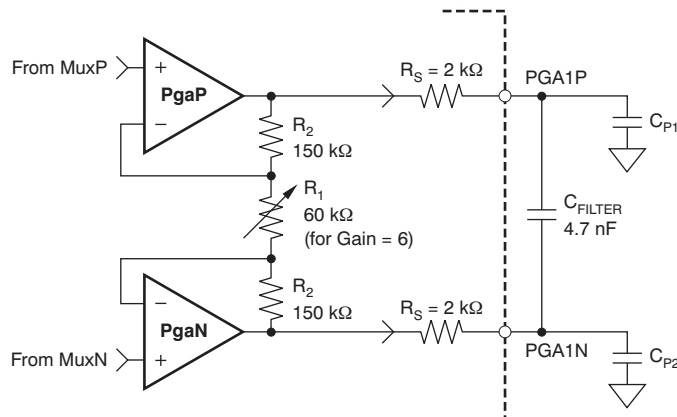 From MuxP
+
PgaP
−
R2
150 kΩ
R1
60 kΩ
(for Gain = 6)
RS = 2 kΩ
PGA1P
CP1
CFILTER
4.7 nF
R2
150 kΩ
−
PgaN
+
From MuxN
RS = 2 kΩ
PGA1N
CP2